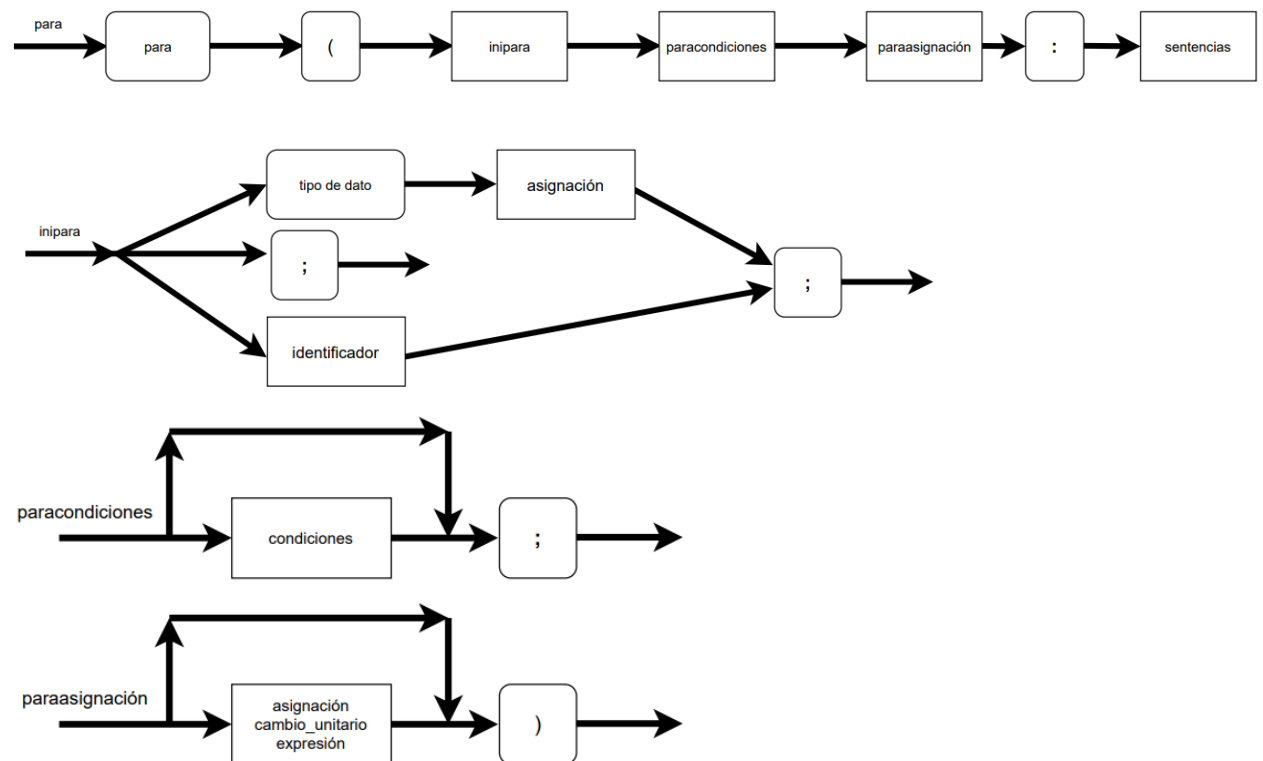 para
para
(
inipara
paracondiciones
paraasignación
:
sentencias
tipo de dato
asignación
inipara
;
;
identificador
paracondiciones
condiciones
;
paraasignación
asignación
cambio_unitario
expresión
)